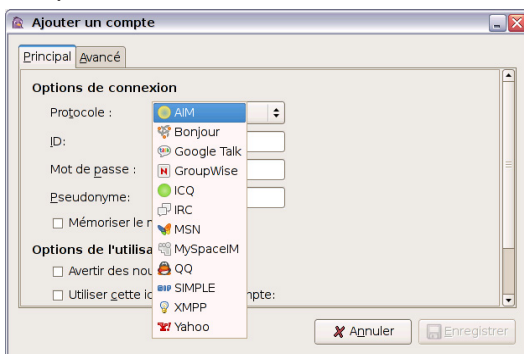 Ajouter un compte
Principal Avancé
Options de connexion
Protocole : AIM
Bonjour
ID:
Google Talk
Mot de passe : GroupWise
ICQ
Pseudonyme:
IRC
Mémoriser le
MSN
Options de l'utilisa
MySpaceIM
Avertir des nou
QQ
Utiliser cette ic
SIMPLE
mpte:
XMPP
Yahoo
Annuler Enregistrer